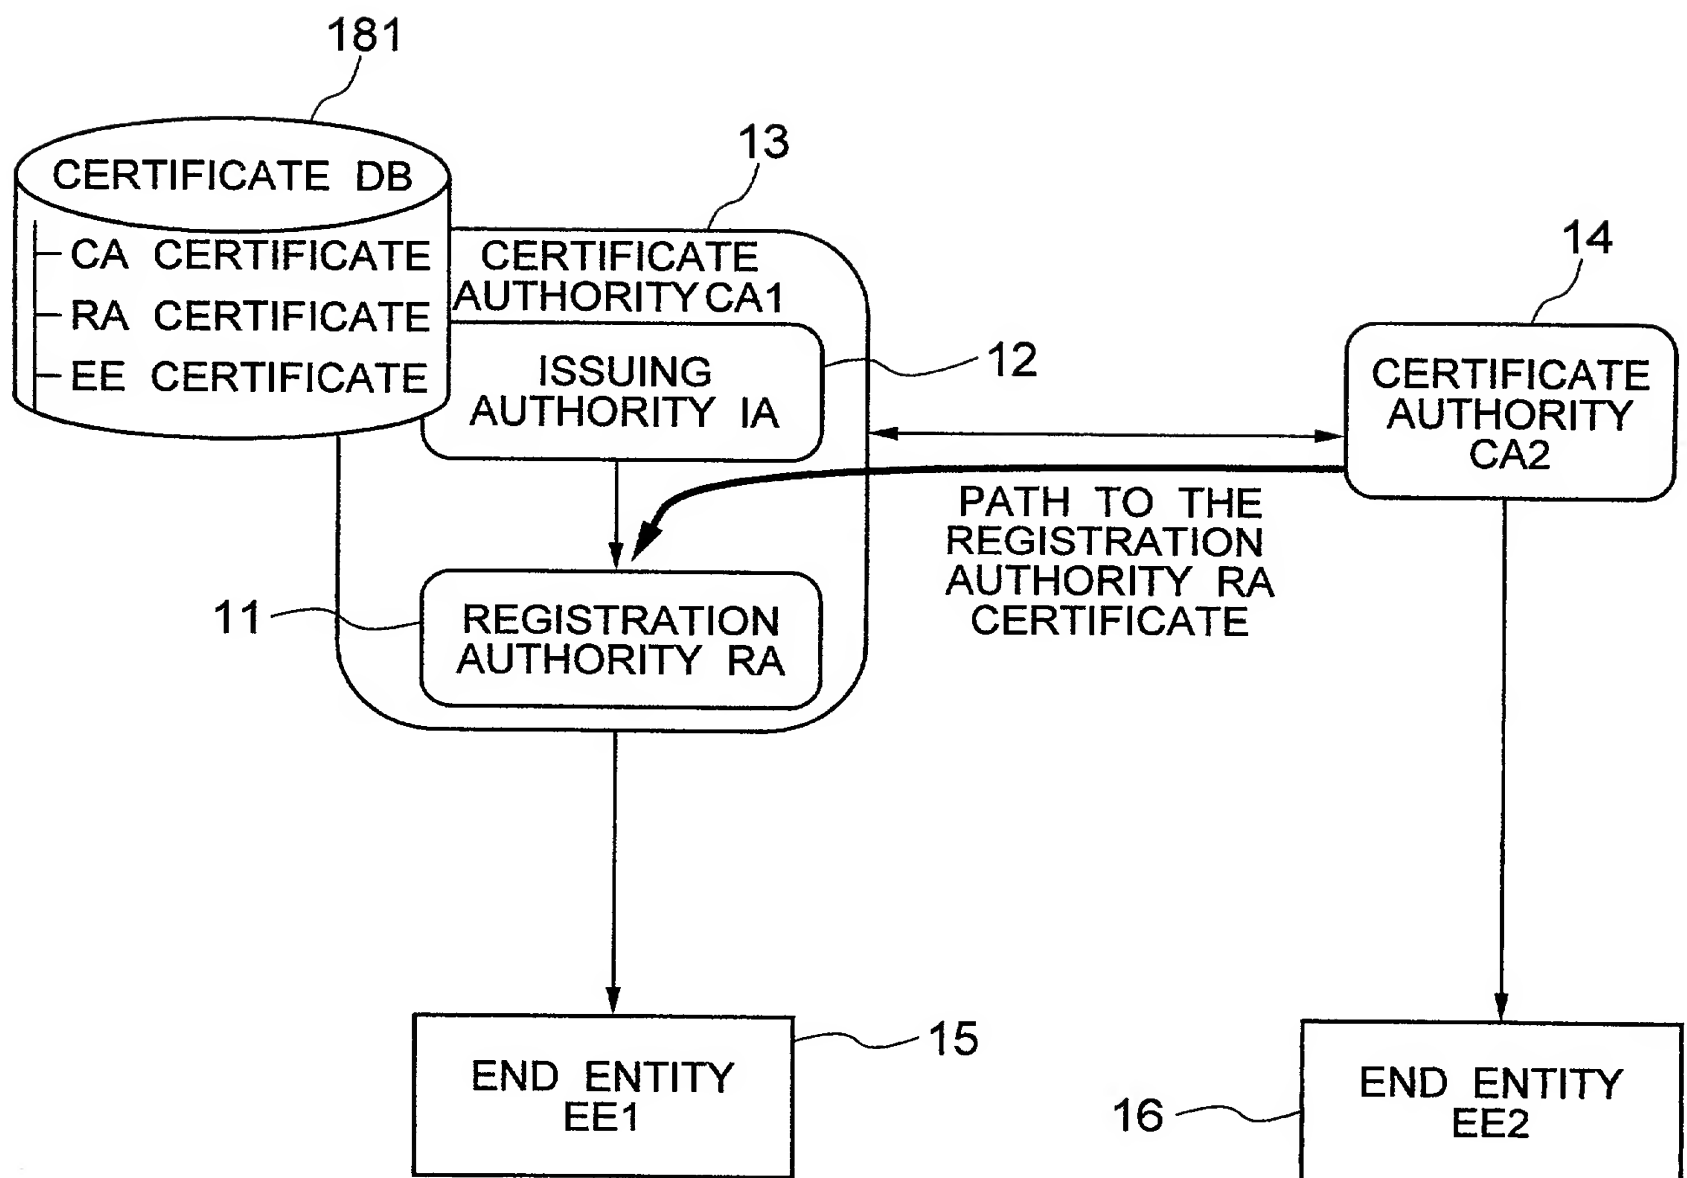 181
CERTIFICATE DB
CA CERTIFICATE
RA CERTIFICATE
EE CERTIFICATE
13
CERTIFICATE
AUTHORITY CA1
12
ISSUING
AUTHORITY IA
14
CERTIFICATE
AUTHORITY
CA2
PATH TO THE
REGISTRATION
AUTHORITY RA
CERTIFICATE
11
REGISTRATION
AUTHORITY RA
15
END ENTITY
EE1
16
END ENTITY
EE2